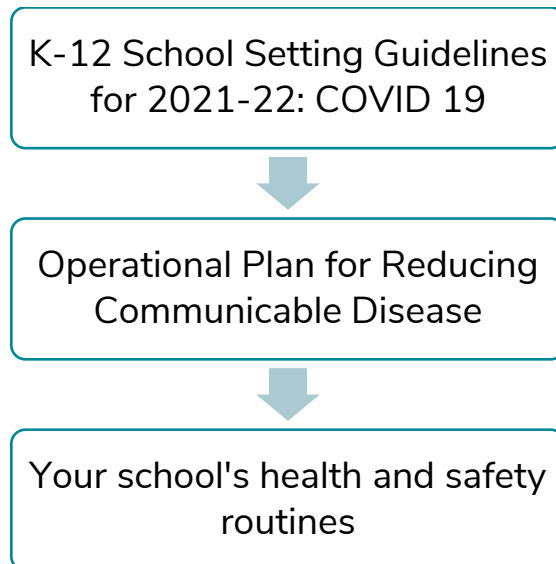 K-12 School Setting Guidelines
for 2021-22: COVID 19
Operational Plan for Reducing
Communicable Disease
Your school's health and safety
routines